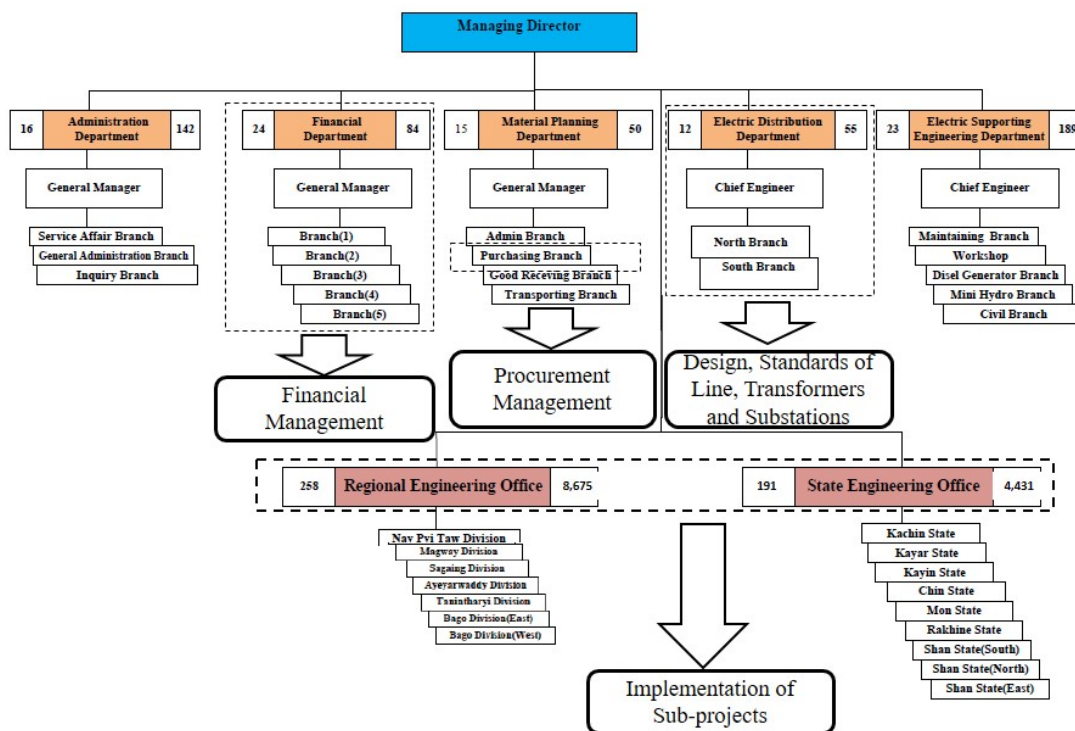 Managing Director
16
Administration
Department
142
24
Financial
Department
84
15
Material Planning
Department
50
12
Electric Distribution
Department
55
23
Electric Supporting
Engineering Department
189
General Manager
General Manager
General Manager
Chief Engineer
Chief Engineer
Service Affair Branch
General Administration Branch
Inquiry Branch
Branch(1)
Branch(2)
Branch(3)
Branch(4)
Branch(5)
Admin Branch
Purchasing Branch
Good Receving Branch
Transporting Branch
North Branch
South Branch
Maintaining Branch
Workshop
Disel Generator Branch
Mini Hydro Branch
Civil Branch
Financial
Management
Procurement
Management
Design, Standards of
Line, Transformers
and Substations
258
Regional Engineering Office
8,675
191
State Engineering Office
4,431
Nay Pyi Taw Division
Magway Division
Sagaing Division
Ayeyarwaddy Division
Tanintharyi Division
Bago Division(East)
Bago Division(West)
Kachin State
Kayar State
Kayin State
Chin State
Mon State
Rakhine State
Shan State(South)
Shan State(North)
Shan State(East)
Implementation of
Sub-projects